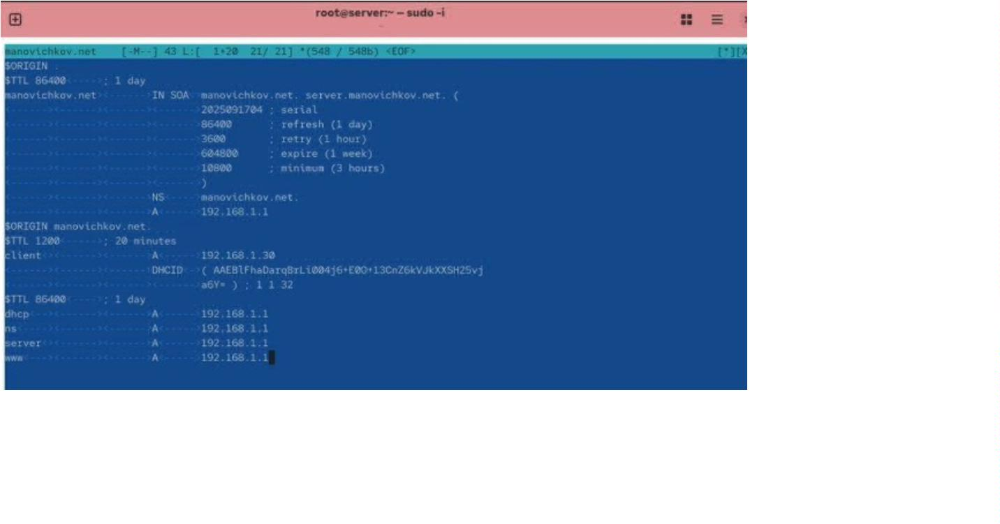 root@server:~ – sudo -i
manovichkov.net [-M--] 43 L:[ 1+20 21/ 21] *(548 / 548b) <EOF> [*][X
$ORIGIN .
$TTL 86400<----->; 1 day
manovichkov.net><------>IN SOA manovichkov.net. server.manovichkov.net. (
<------><------><------><------>2025091704 ; serial
<------><------><------><------>86400 ; refresh (1 day)
<------><------><------><------>3600 ; retry (1 hour)
<------><------><------><------>604800 ; expire (1 week)
<------><------><------><------>10800 ; minimum (3 hours)
<------><------><------><------>)
<------><------><------>NS<----->manovichkov.net.
<------><------><------>A<------>192.168.1.1
$ORIGIN manovichkov.net.
$TTL 1200<------>; 20 minutes
client<><------><------>A<------>192.168.1.30
<------><------><------>DHCID<-->( AAEBlFhaDarqBrLi004j6+E0O+13CnZ6kVJkXXSH25vj
<------><------><------><------>a6Y= ) ; 1 1 32
$TTL 86400<----->; 1 day
dhcp<--><------><------>A<------>192.168.1.1
ns<----><------><------>A<------>192.168.1.1
server<><------><------>A<------>192.168.1.1
www<---><------><------>A<------>192.168.1.1